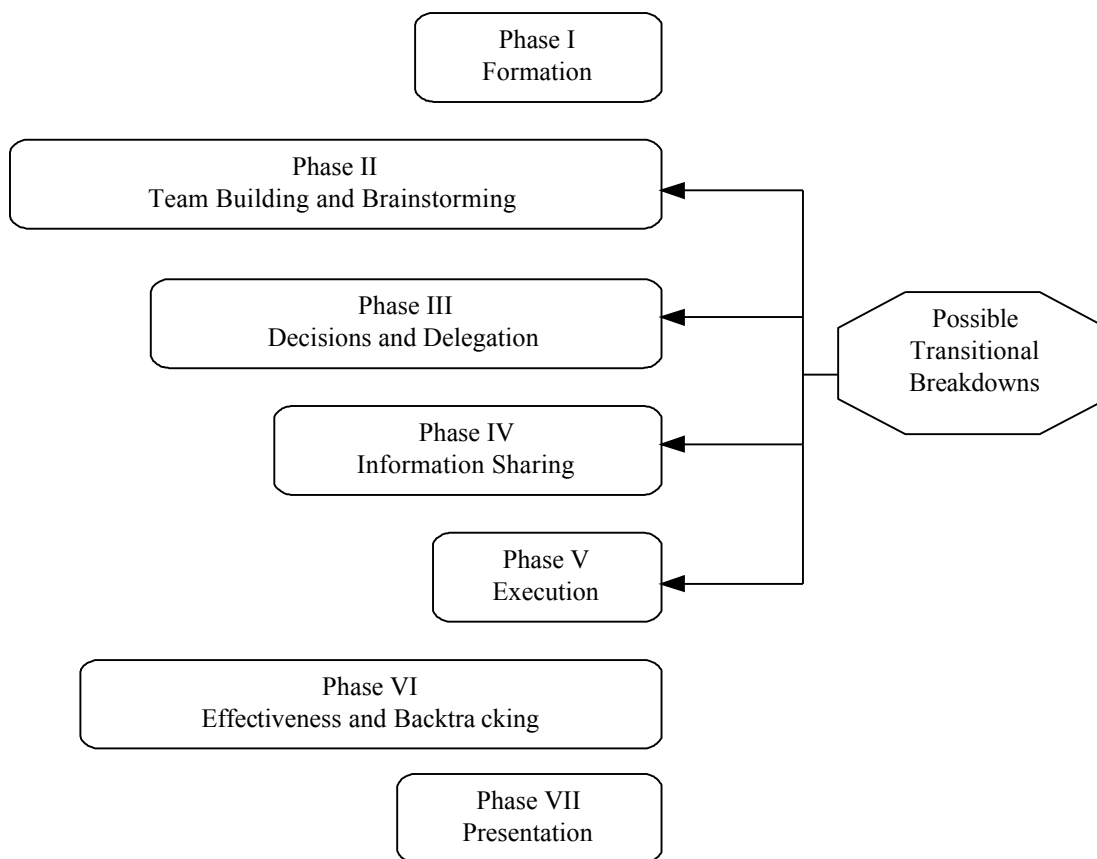 Phase I
Formation
Phase II
Team Building and Brainstorming
Phase III
Decisions and Delegation
Possible
Transitional
Breakdowns
Phase IV
Information Sharing
Phase V
Execution
Phase VI
Effectiveness and Backtra cking
Phase VII
Presentation